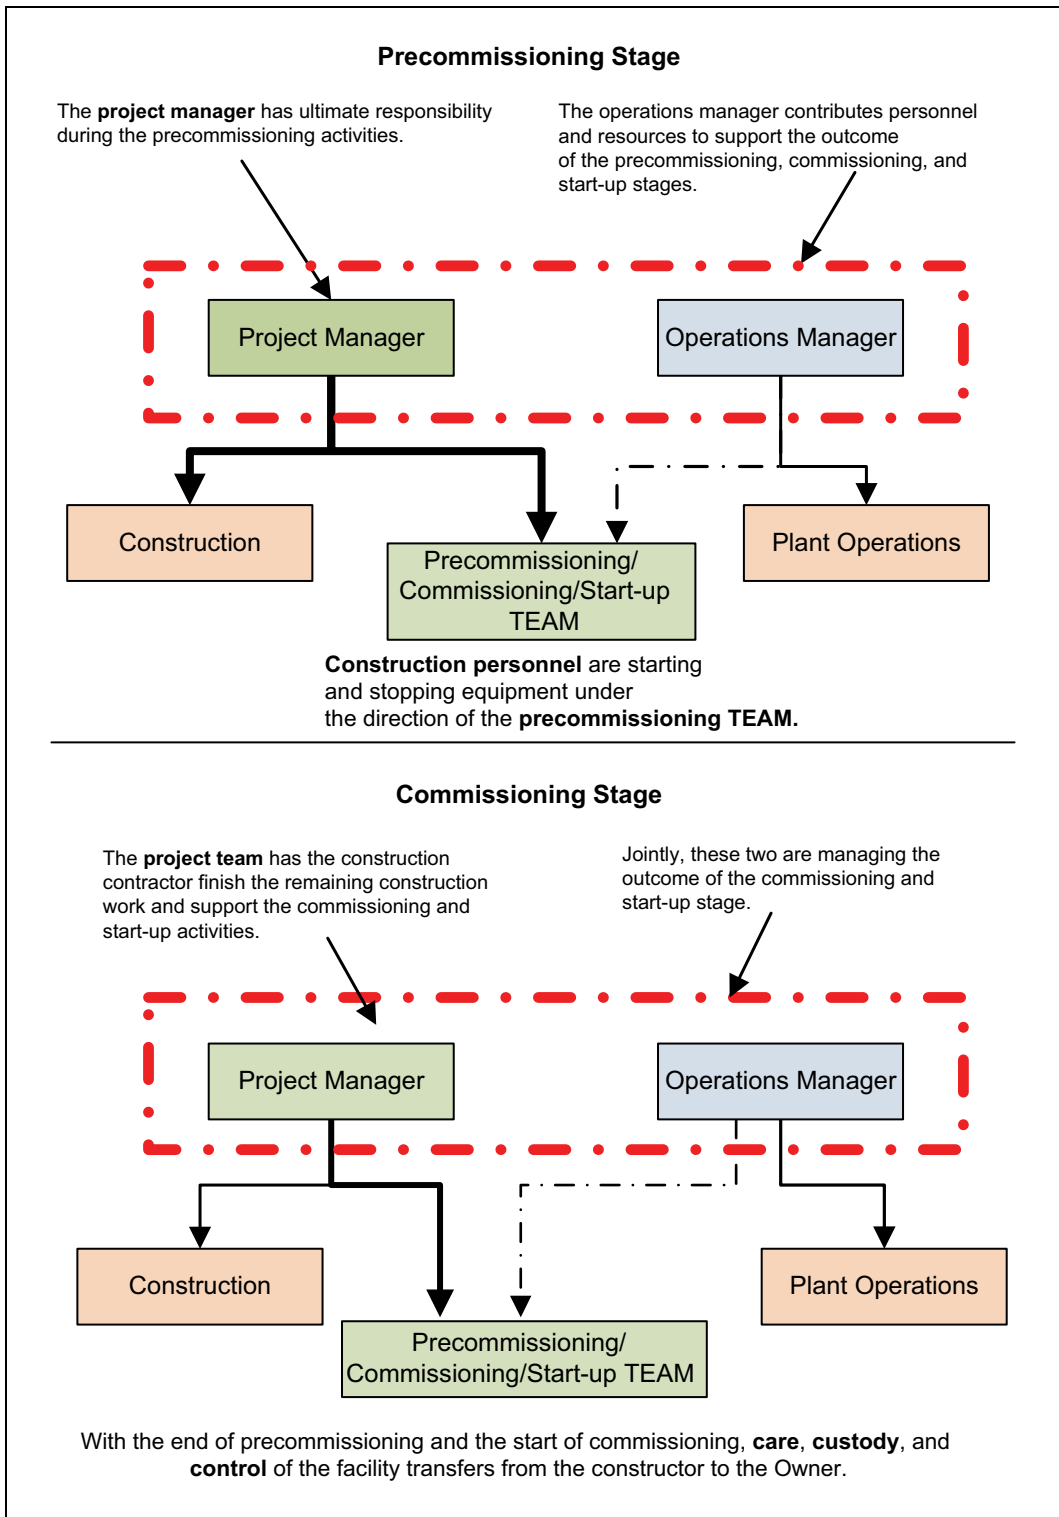 Precommissioning Stage
The project manager has ultimate responsibility
during the precommissioning activities.
The operations manager contributes personnel
and resources to support the outcome
of the precommissioning, commissioning, and
start-up stages.
Project Manager
Operations Manager
Construction
Precommissioning/
Commissioning/Start-up
TEAM
Plant Operations
Construction personnel are starting
and stopping equipment under
the direction of the precommissioning TEAM.
Commissioning Stage
The project team has the construction
contractor finish the remaining construction
work and support the commissioning and
start-up activities.
Jointly, these two are managing the
outcome of the commissioning and
start-up stage.
Project Manager
Operations Manager
Construction
Plant Operations
Precommissioning/
Commissioning/Start-up TEAM
With the end of precommissioning and the start of commissioning, care, custody, and
control of the facility transfers from the constructor to the Owner.